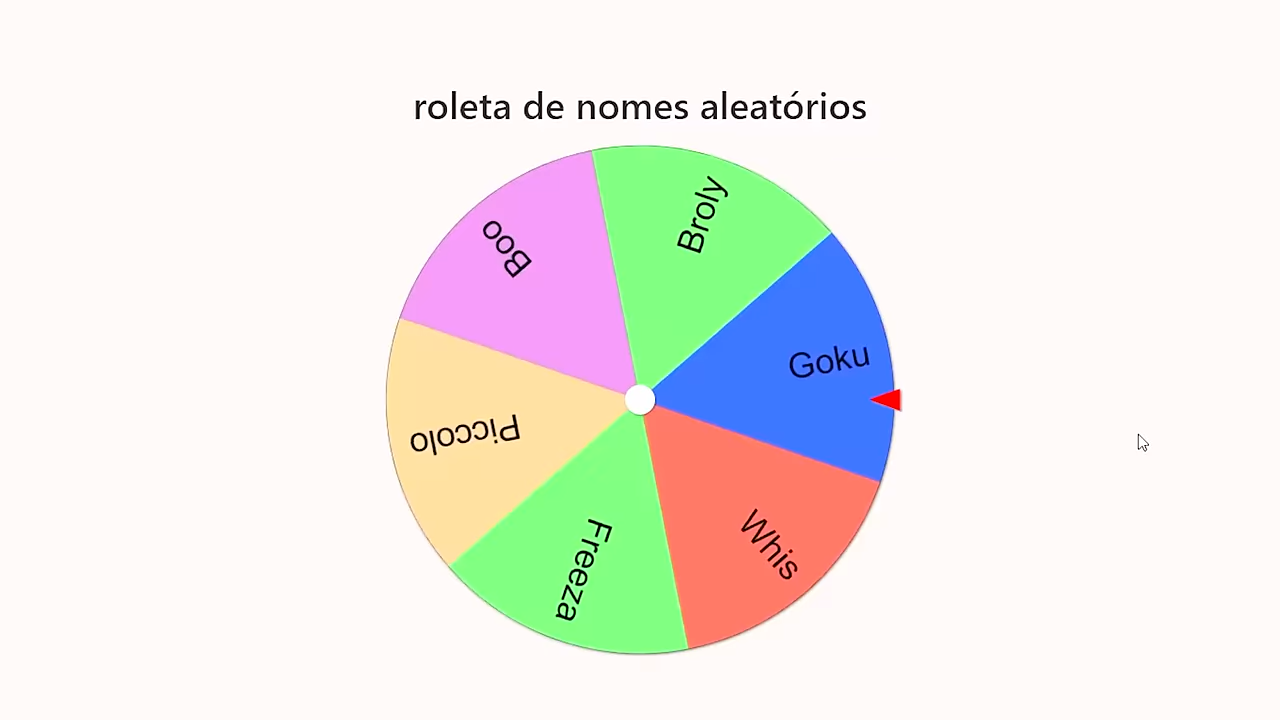 roleta de nomes aleatórios
Broly
Boo
Goku
Piccolo
Whis
Freeza